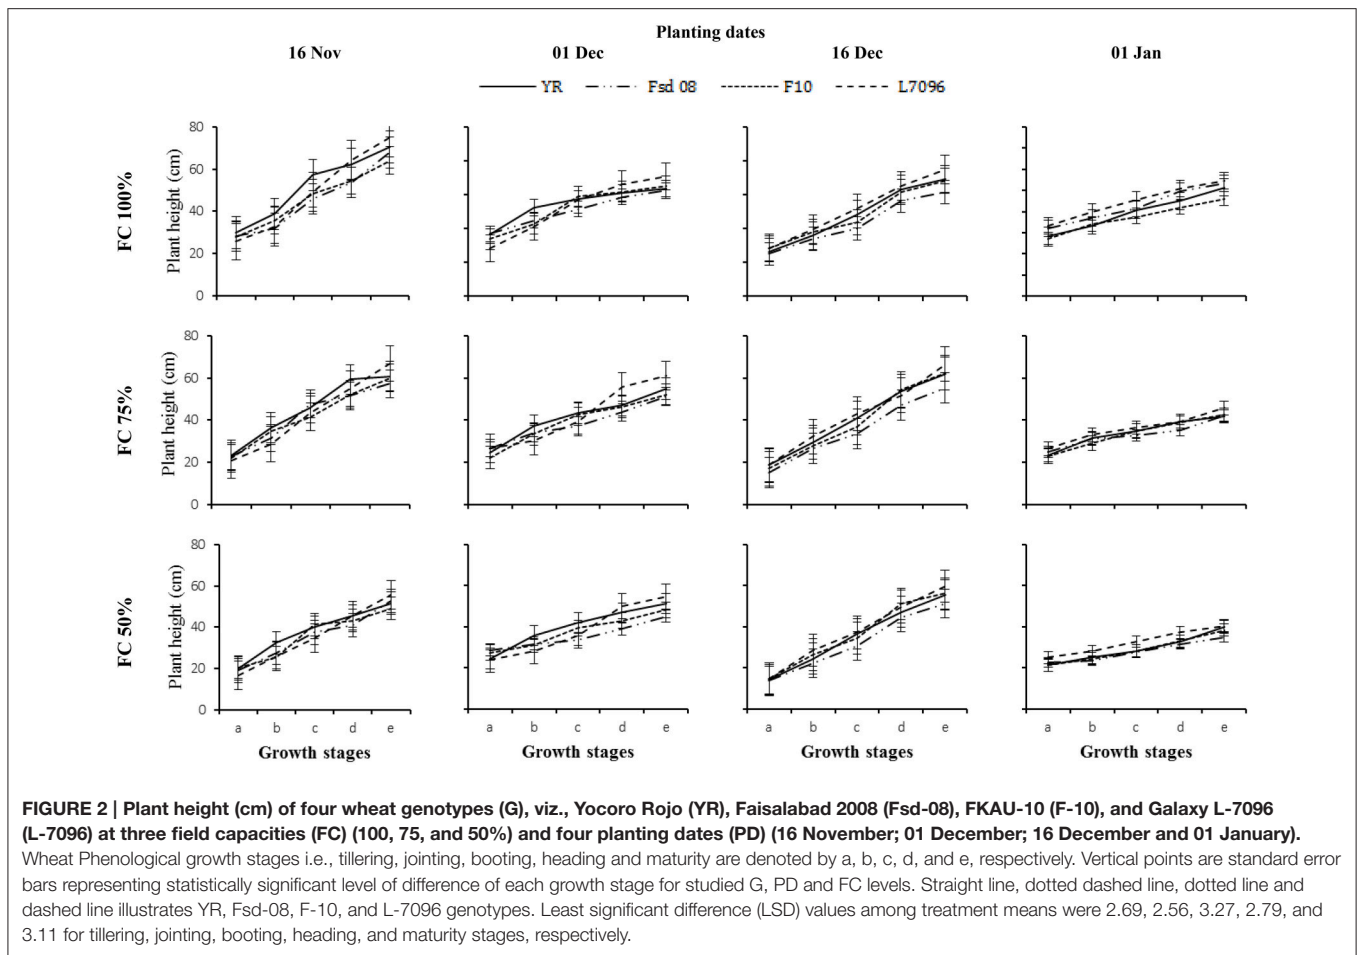 Planting dates
16 Nov 01 Dec 16 Dec 01 Jan
YR Fsd 08 F10 L7096
FC 100%
Plant height (cm)
80
60
40
20
0
FC 75%
Plant height (cm)
80
60
40
20
0
FC 50%
Plant height (cm)
80
60
40
20
0
a b c d e a b c d e a b c d e a b c d e
Growth stages Growth stages Growth stages Growth stages
FIGURE 2 | Plant height (cm) of four wheat genotypes (G), viz., Yocoro Rojo (YR), Faisalabad 2008 (Fsd-08), FKAU-10 (F-10), and Galaxy L-7096
(L-7096) at three field capacities (FC) (100, 75, and 50%) and four planting dates (PD) (16 November; 01 December; 16 December and 01 January).
Wheat Phenological growth stages i.e., tillering, jointing, booting, heading and maturity are denoted by a, b, c, d, and e, respectively. Vertical points are standard error
bars representing statistically significant level of difference of each growth stage for studied G, PD and FC levels. Straight line, dotted dashed line, dotted line and
dashed line illustrates YR, Fsd-08, F-10, and L-7096 genotypes. Least significant difference (LSD) values among treatment means were 2.69, 2.56, 3.27, 2.79, and
3.11 for tillering, jointing, booting, heading, and maturity stages, respectively.